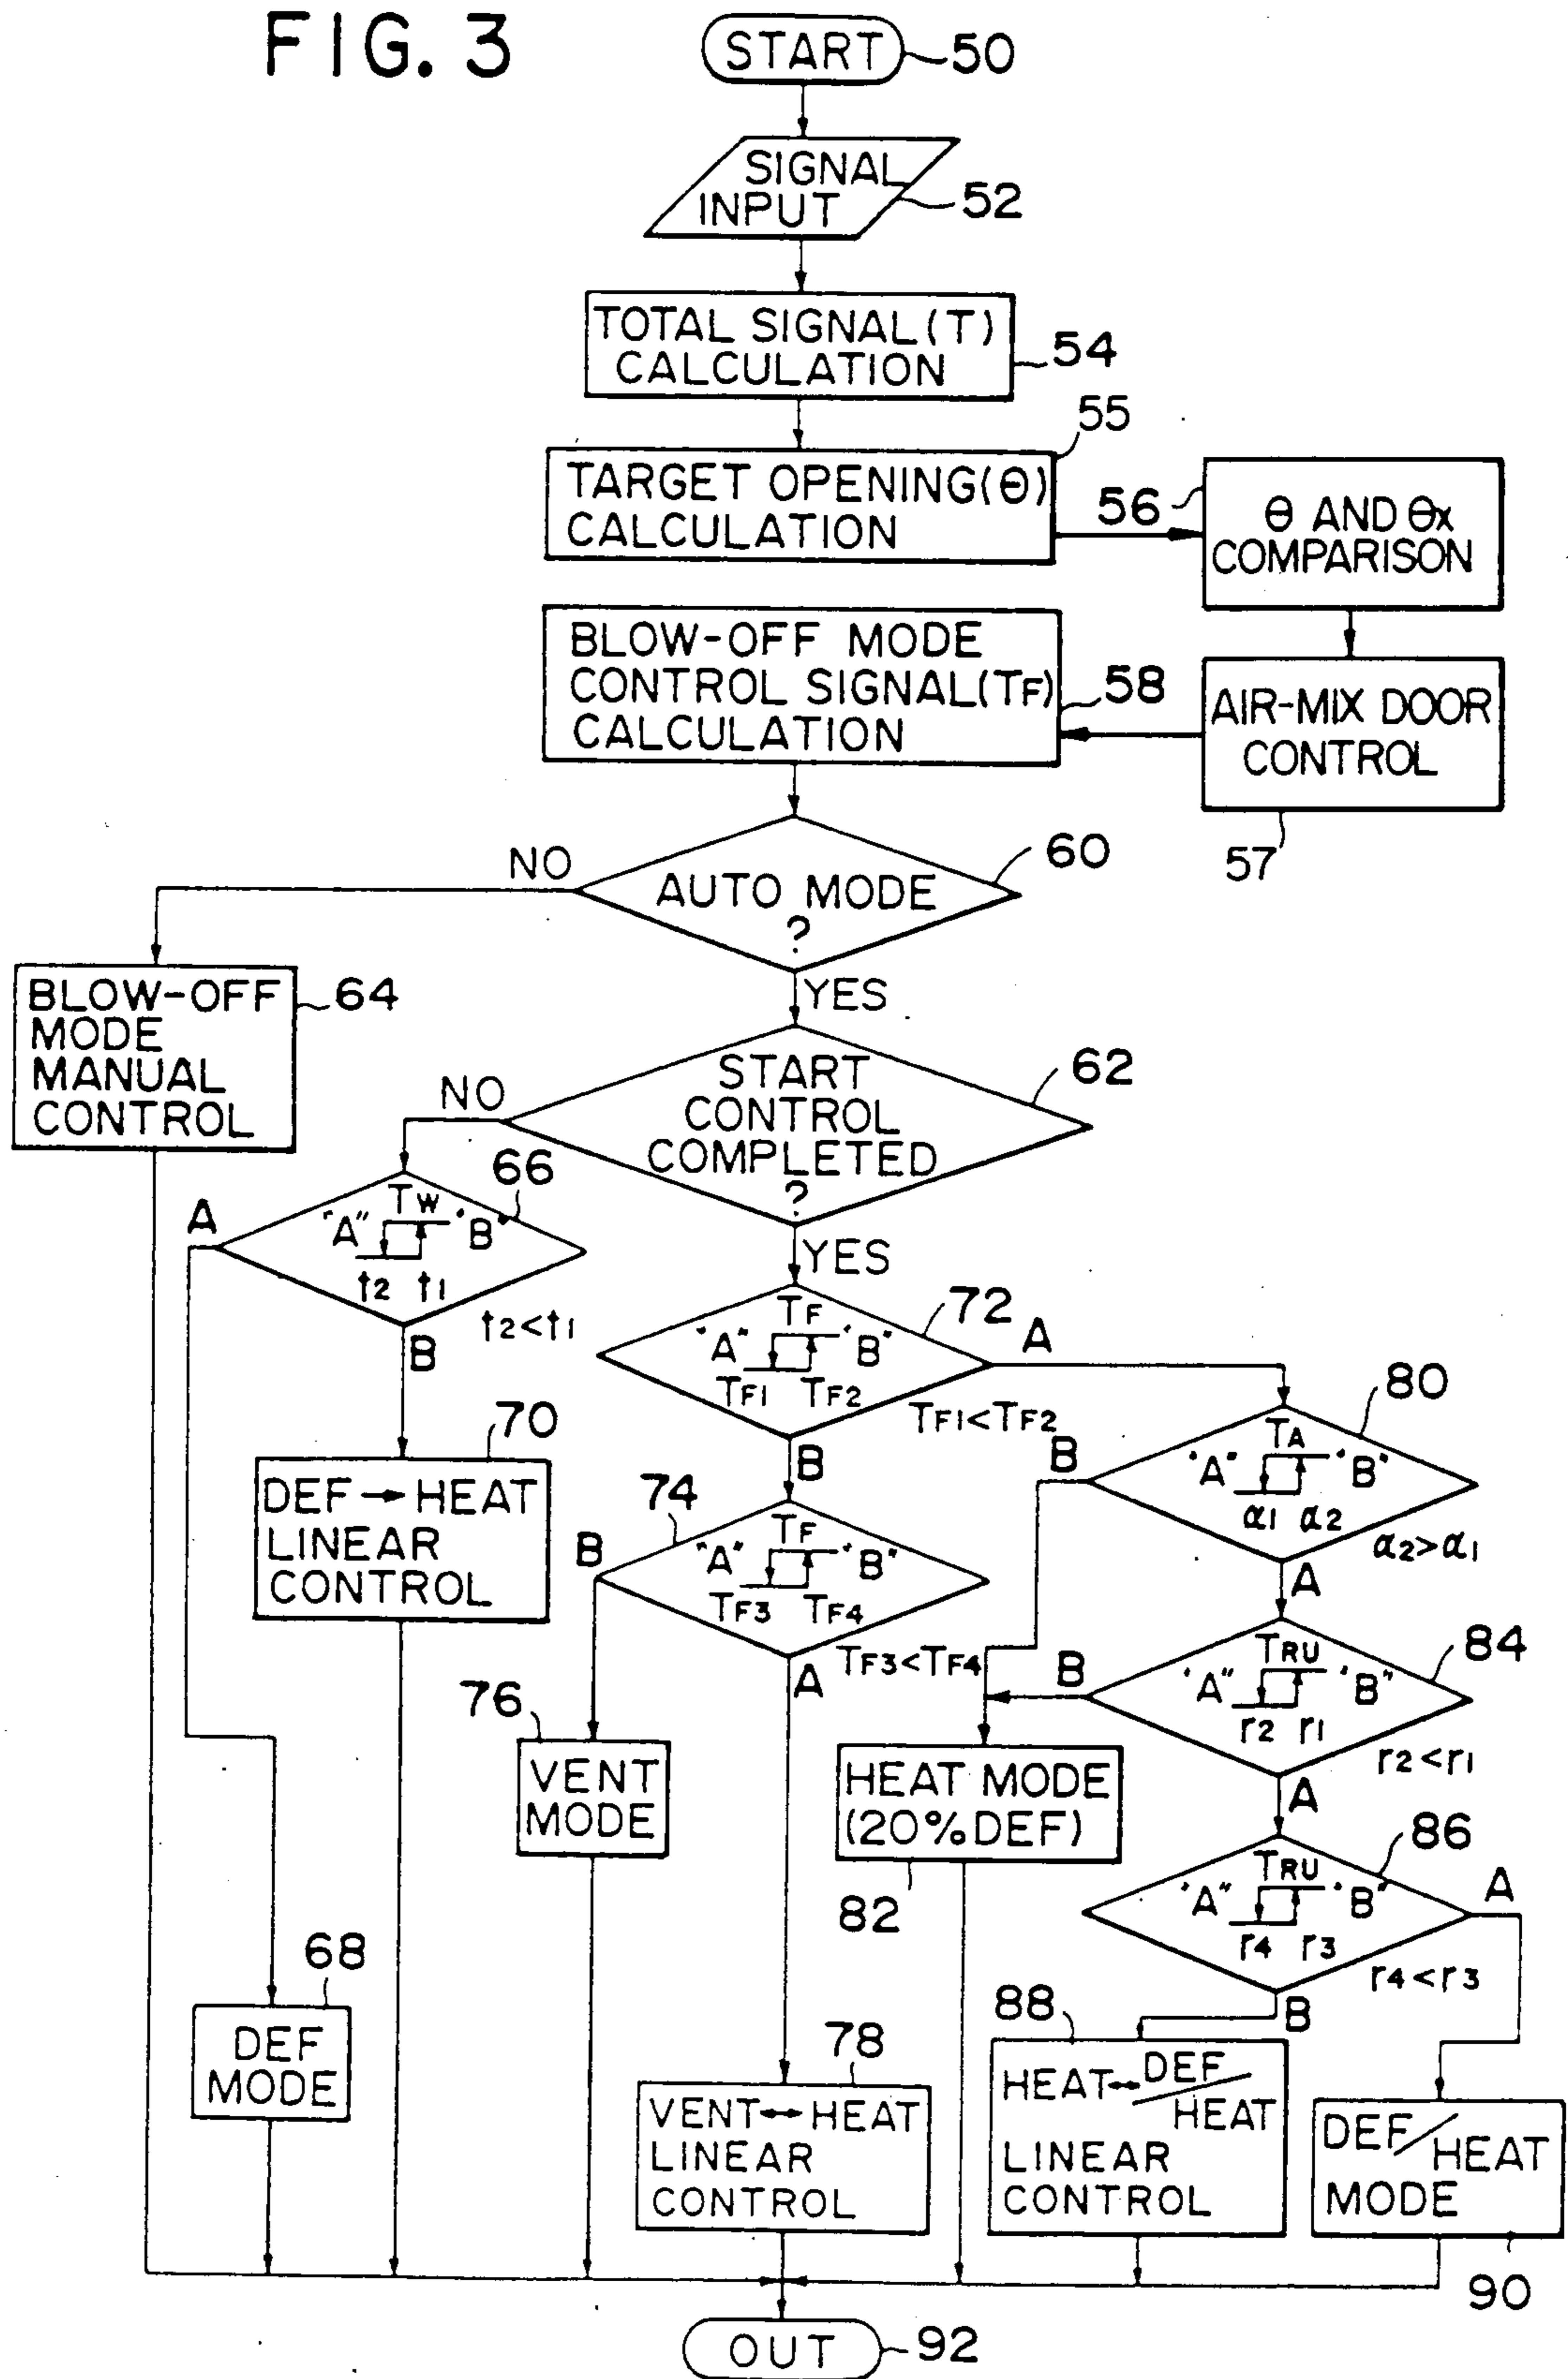 FIG. 3
START
50
SIGNAL
INPUT
52
TOTAL SIGNAL(T)
CALCULATION
54
55
TARGET OPENING(Θ)
CALCULATION
56
Θ AND Θx
COMPARISON
BLOW-OFF MODE
CONTROL SIGNAL(TF)
CALCULATION
58
AIR-MIX DOOR
CONTROL
57
AUTO MODE
?
60
NO
YES
BLOW-OFF
MODE
MANUAL
CONTROL
64
START
CONTROL
COMPLETED
?
62
NO
YES
66
TW
"A" "B"
t2 t1
t2<t1
A
B
72
TF
"A" "B"
TF1 TF2
TF1<TF2
A
B
80
TA
"A" "B"
α1 α2
α2>α1
B
A
70
DEF→HEAT
LINEAR
CONTROL
74
TF
"A" "B"
TF3 TF4
TF3<TF4
B
A
84
TRU
"A" "B"
r2 r1
r2<r1
B
A
76
VENT
MODE
HEAT MODE
(20%DEF)
82
86
TRU
"A" "B"
r4 r3
r4<r3
A
B
68
DEF
MODE
78
VENT↔HEAT
LINEAR
CONTROL
88
HEAT↔DEF/HEAT
LINEAR
CONTROL
DEF/HEAT
MODE
90
OUT
92